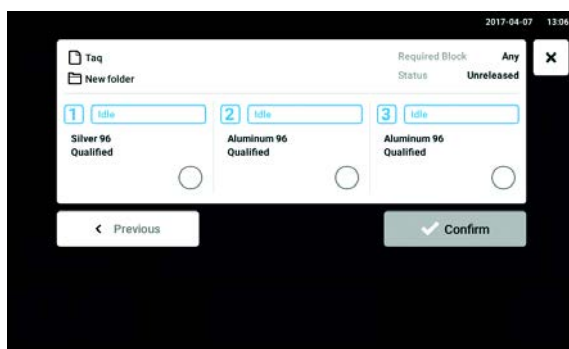 2017-04-07 13:06
Taq
Required Block Any
New folder
Status Unreleased
1 Idle
2 Idle
3 Idle
Silver 96
Qualified
Aluminum 96
Qualified
Aluminum 96
Qualified
Previous
Confirm